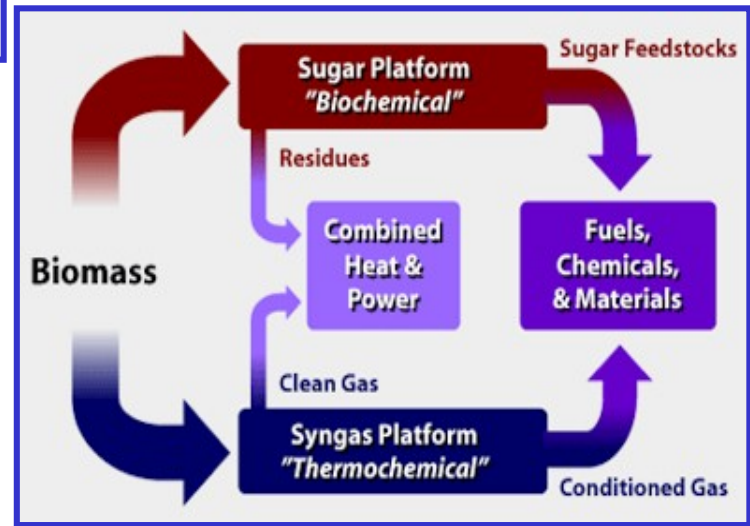 Sugar Platform
"Biochemical"
Sugar Feedstocks
Residues
Combined
Heat &
Power
Fuels,
Chemicals,
& Materials
Biomass
Clean Gas
Syngas Platform
"Thermochemical"
Conditioned Gas